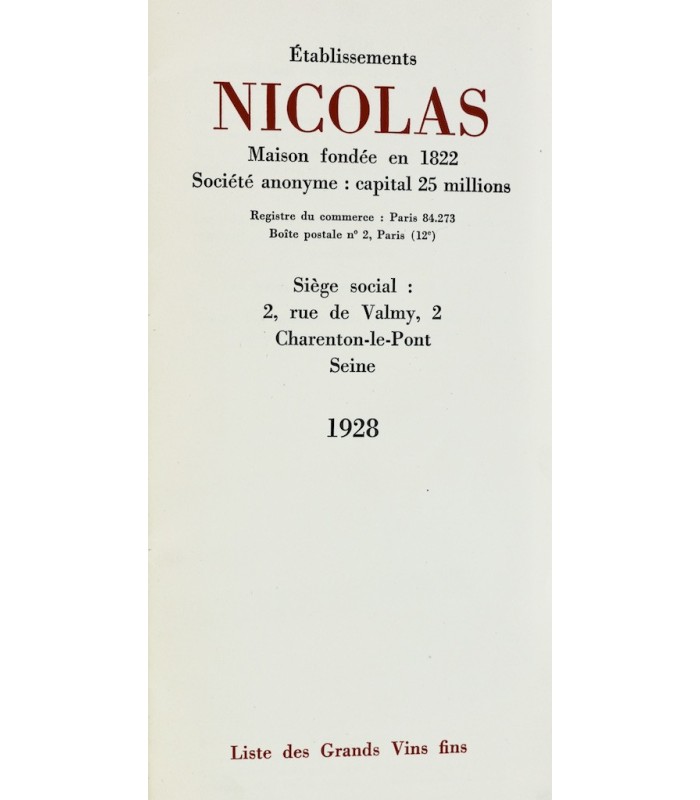 Établissements
NICOLAS
Maison fondée en 1822
Société anonyme : capital 25 millions
Registre du commerce : Paris 84.273
Boîte postale nº 2, Paris (12ᵉ)
Siège social :
2, rue de Valmy, 2
Charenton-le-Pont
Seine
1928
Liste des Grands Vins fins